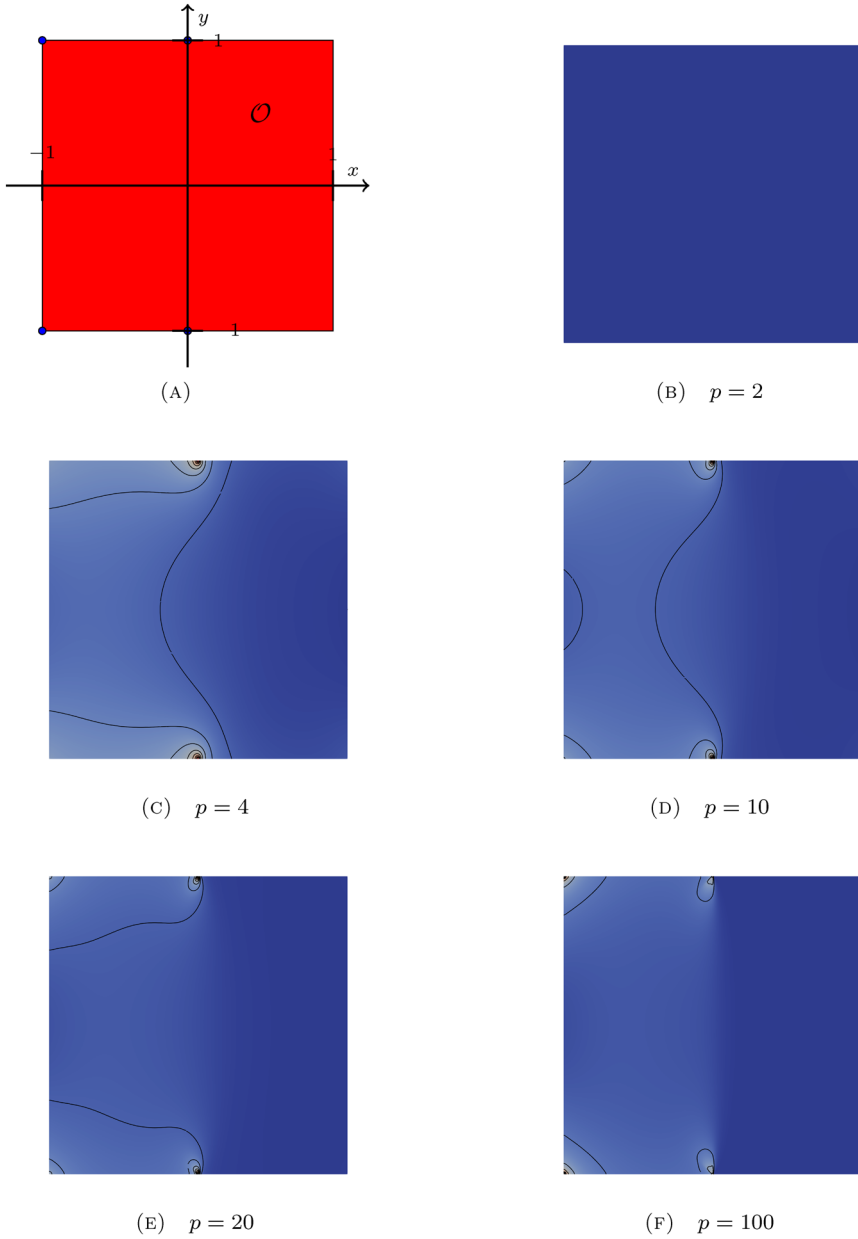 y
1
𝒪
−1
1
x
1
(A)
(B) p = 2
(C) p = 4
(D) p = 10
(E) p = 20
(F) p = 100